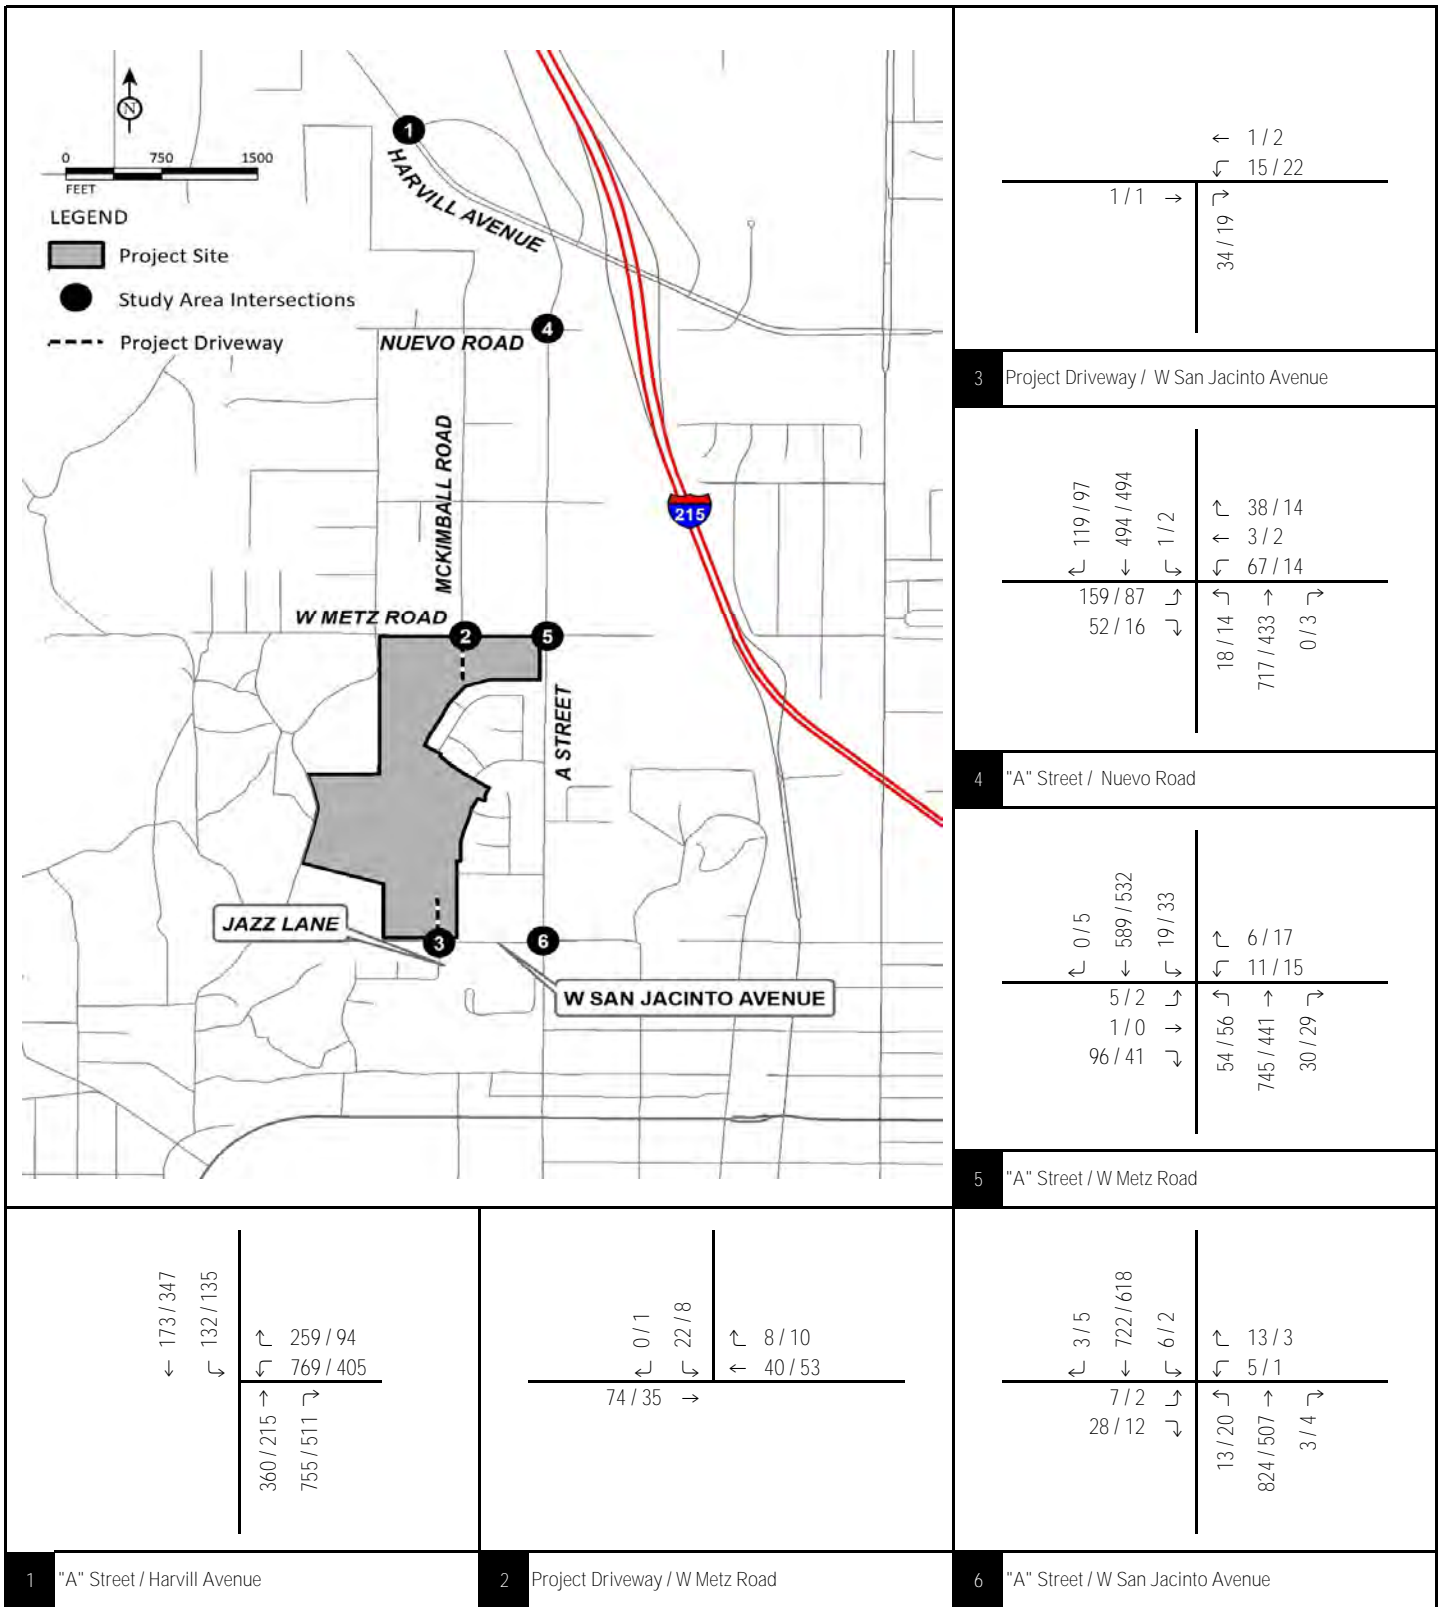 N
0 750 1500
FEET
LEGEND
Project Site
Study Area Intersections
Project Driveway
1
HARVILL AVENUE
4
NUEVO ROAD
MCKIMBALL ROAD
215
W METZ ROAD
2
5
A STREET
JAZZ LANE
3
6
W SAN JACINTO AVENUE
← 1 / 2
15 / 22
1 / 1 →
34 / 19
3 Project Driveway / W San Jacinto Avenue
119 / 97
494 / 494
1 / 2
38 / 14
← 3 / 2
67 / 14
159 / 87
52 / 16
18 / 14
717 / 433
0 / 3
4 "A" Street / Nuevo Road
0 / 5
589 / 532
19 / 33
6 / 17
11 / 15
5 / 2
1 / 0 →
96 / 41
54 / 56
745 / 441
30 / 29
5 "A" Street / W Metz Road
173 / 347
132 / 135
259 / 94
769 / 405
360 / 215
755 / 511
1 "A" Street / Harvill Avenue
0 / 1
22 / 8
8 / 10
← 40 / 53
74 / 35 →
2 Project Driveway / W Metz Road
3 / 5
722 / 618
6 / 2
13 / 3
5 / 1
7 / 2
28 / 12
13 / 20
824 / 507
3 / 4
6 "A" Street / W San Jacinto Avenue